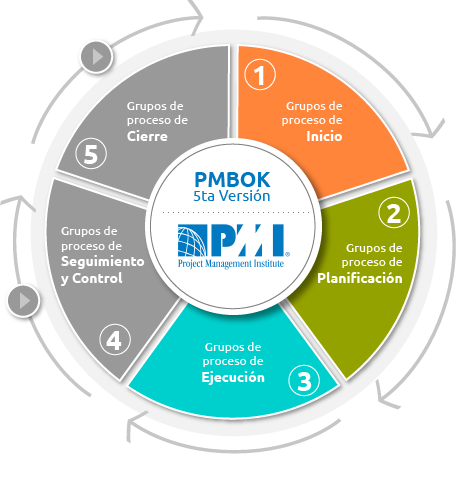 1
Grupos de
proceso de
Inicio
2
Grupos de
proceso de
Planificación
Grupos de
proceso de
Ejecución
3
Grupos de
proceso de
Seguimiento
y Control
4
Grupos de
proceso de
Cierre
5
PMBOK
5ta Versión
PMI®
Project Management Institute